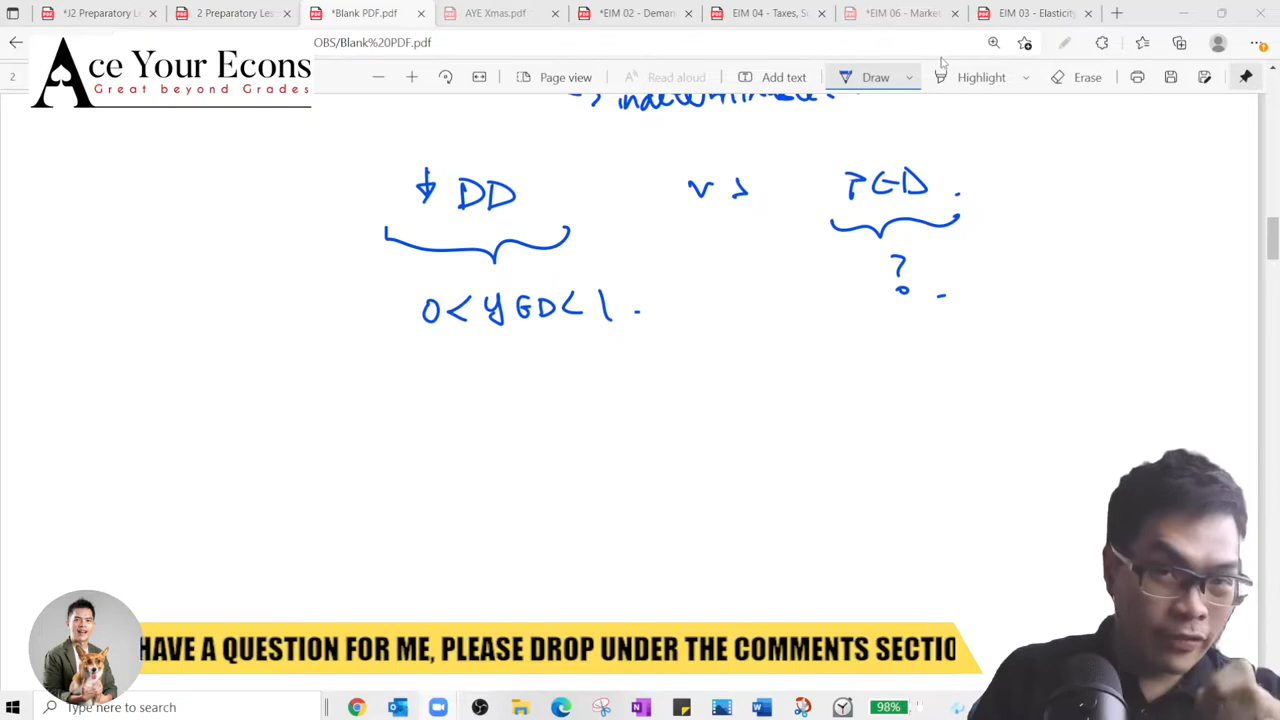 *J2 Preparatory Le
2 Preparatory Les
*Blank PDF.pdf
AYE Xmas.pdf
*EIM 02 - Deman
EIM 04 - Taxes, S
*EIM 06 - Marke
EIM 03 - Elasticity
OBS/Blank%20PDF.pdf
Ace Your Econs
Great beyond Grades
2
Page view
Read aloud
Add text
Draw
Highlight
Erase
↓ DD vs PED.
0<YED<1. ?
HAVE A QUESTION FOR ME, PLEASE DROP UNDER THE COMMENTS SECTIO
Type here to search
98%